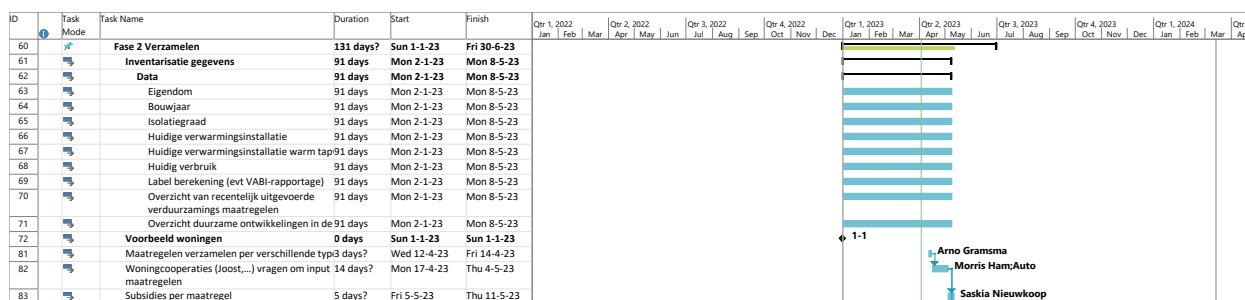 ID Task Mode Task Name Duration Start Finish
Qtr 1, 2022 Qtr 2, 2022 Qtr 3, 2022 Qtr 4, 2022 Qtr 1, 2023 Qtr 2, 2023 Qtr 3, 2023 Qtr 4, 2023 Qtr 1, 2024 Qtr
Jan Feb Mar Apr May Jun Jul Aug Sep Oct Nov Dec Jan Feb Mar Apr May Jun Jul Aug Sep Oct Nov Dec Jan Feb Mar Ap
60 Fase 2 Verzamelen 131 days? Sun 1-1-23 Fri 30-6-23
61 Inventarisatie gegevens 91 days Mon 2-1-23 Mon 8-5-23
62 Data 91 days Mon 2-1-23 Mon 8-5-23
63 Eigendom 91 days Mon 2-1-23 Mon 8-5-23
64 Bouwjaar 91 days Mon 2-1-23 Mon 8-5-23
65 Isolatiegraad 91 days Mon 2-1-23 Mon 8-5-23
66 Huidige verwarmingsinstallatie 91 days Mon 2-1-23 Mon 8-5-23
67 Huidige verwarmingsinstallatie warm tap 91 days Mon 2-1-23 Mon 8-5-23
68 Huidig verbruik 91 days Mon 2-1-23 Mon 8-5-23
69 Label berekening (evt VABI-rapportage) 91 days Mon 2-1-23 Mon 8-5-23
70 Overzicht van recentelijk uitgevoerde 91 days Mon 2-1-23 Mon 8-5-23
verduurzamings maatregelen
71 Overzicht duurzame ontwikkelingen in de 91 days Mon 2-1-23 Mon 8-5-23
72 Voorbeeld woningen 0 days Sun 1-1-23 Sun 1-1-23 1-1
81 Maatregelen verzamelen per verschillende type 3 days? Wed 12-4-23 Fri 14-4-23 Arno Gramsma
82 Woningcooperaties (Joost,...) vragen om input 14 days? Mon 17-4-23 Thu 4-5-23 Morris Ham;Auto
maatregelen
83 Subsidies per maatregel 5 days? Fri 5-5-23 Thu 11-5-23 Saskia Nieuwkoop